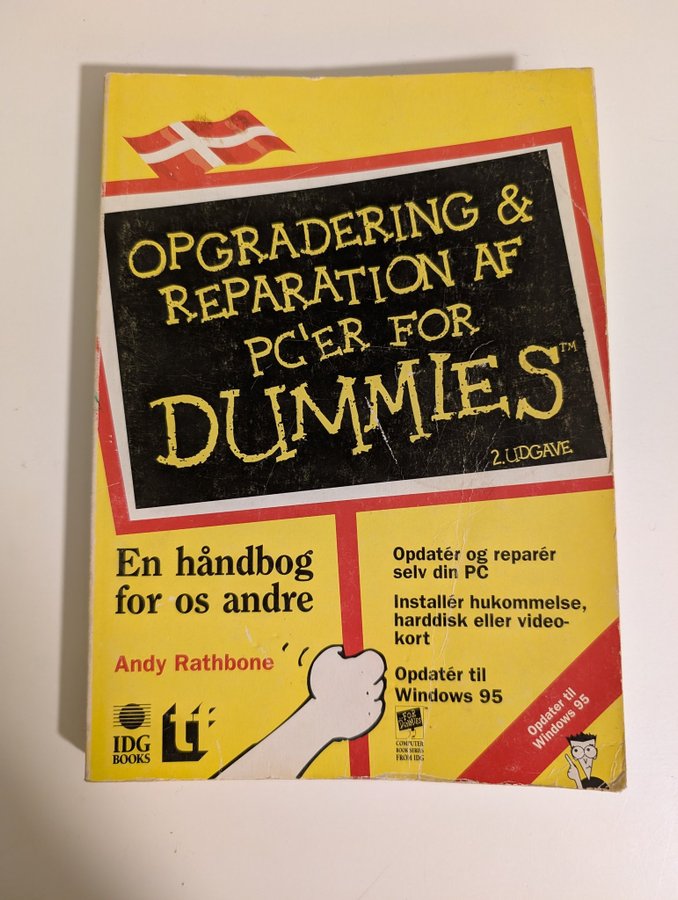 OPGRADERING &
REPARATION AF
PC'ER FOR
DUMMIES™
2. UDGAVE
En håndbog
for os andre
Andy Rathbone
IDG
BOOKS
Opdatér og reparér
selv din PC
Installér hukommelse,
harddisk eller video-
kort
Opdatér til
Windows 95
FOR
DUMMIES
COMPUTER
BOOK SERIES
FROM IDG
Opdater til
Windows 95